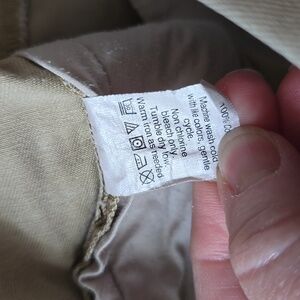 100%
Machine wash cold
with like colors, gentle
cycle.
Non chlorine
bleach only.
Tumble dry low.
Warm iron as needed